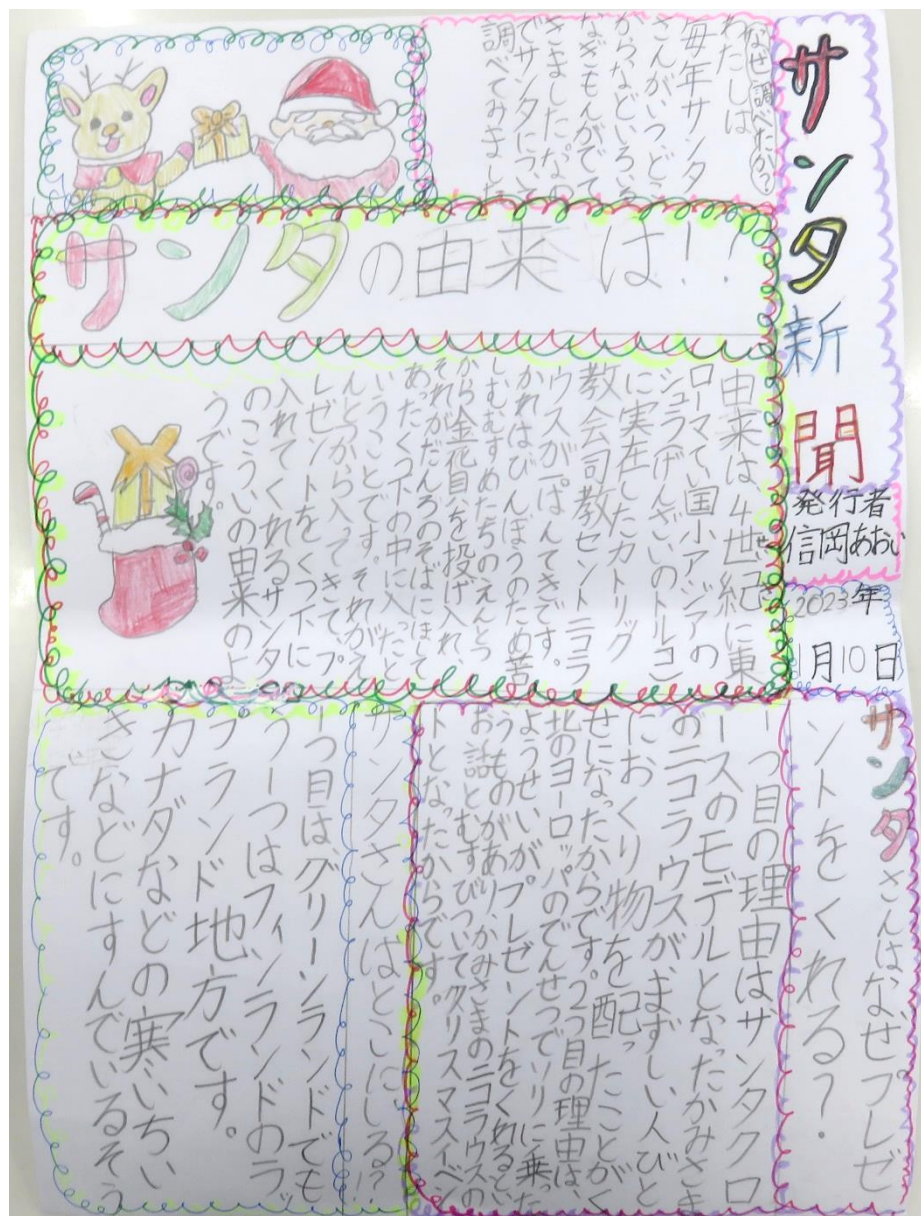 サンタ新聞
発行者
信岡あおい
2023年
1月10日
なぜ調べたか?
わたしは
毎年サンタ
さんがいつ、どこ
から、などいろいろ
なぎもんがでて
きました。なの
でサンタについて
調べてみました
サンタの由来は!!
由来は4世紀に東
ローマてい国小アジアの
シュラ(げんざいのトルコ)
に実在したカトリック
教会司教セントニコラ
ウスが一ぱんてきです。
かれはびんぼうのため苦
しむむすめたちのえんとつ
から金花貝を投げ入れ、
それがだんろのそばにほして
あったくつ下の中に入ったと
いうことです。それがえ
んとつから入ってきてプ
レゼントをくつ下に
入れてくれるサンタ
のこういの由来のよ
うです。
サンタさんはなぜプレゼ
ントをくれる?
一つ目の理由はサンタクロ
ースのモデルとなったかみさま
のニコラウスがまずしい人びと
におくり物を配ったことがく
せになったからです。2つ目の理由は、
北のヨーロッパのでんせつでソリに乗った
ようせいがプレゼントをくれるとい
うものがあり、かみさまのニコラウスの
お話とむすびついてクリスマスイベン
トとなったからです。
サンタさんはどこにいる?!
一つ目はグリーンランドでも
う一つはフィンランドのラッ
プランド地方です。
カナダなどの寒いちい
きなどにすんでいるそう
です。